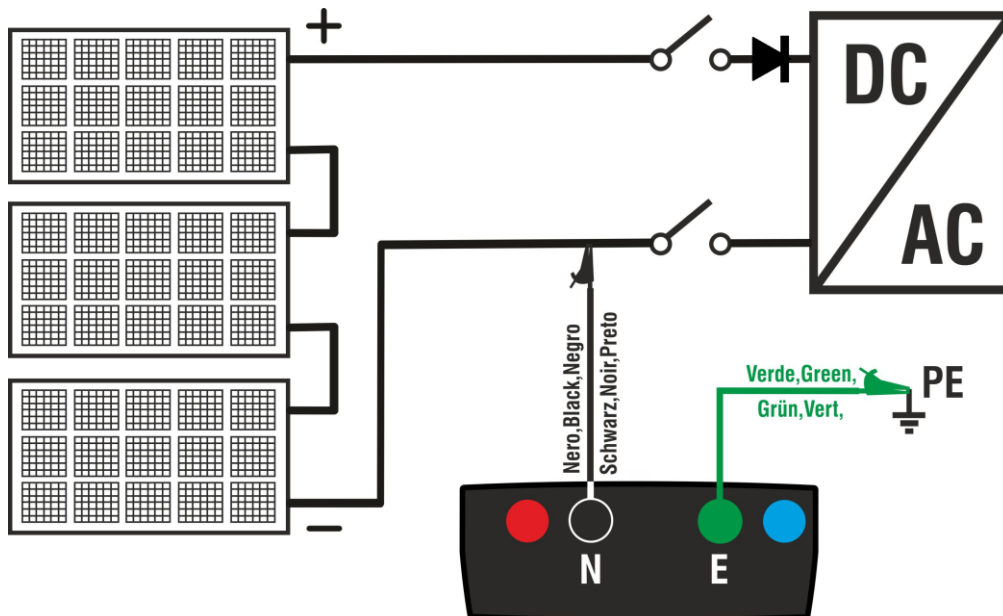 +
DC
AC
Nero,Black,Negro
Schwarz,Noir,Preto
Verde,Green,
Grün,Vert,
PE
−
N
E